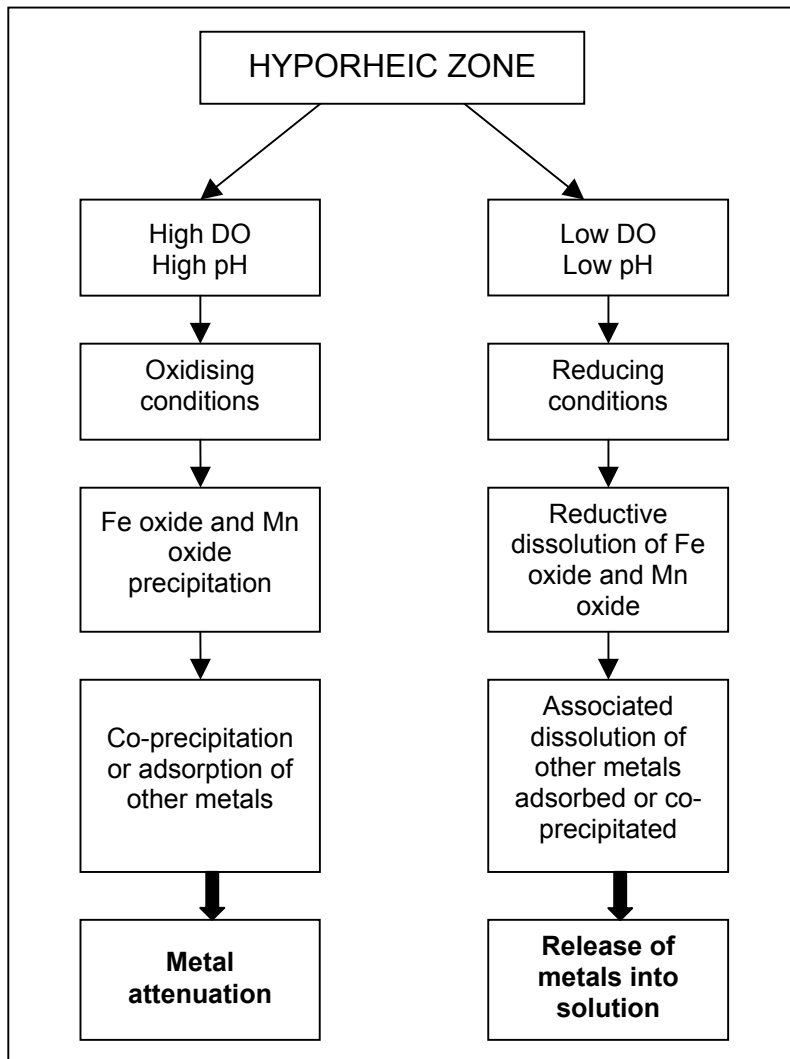 HYPORHEIC ZONE
High DO
High pH
Low DO
Low pH
Oxidising
conditions
Reducing
conditions
Fe oxide and Mn
oxide
precipitation
Reductive
dissolution of Fe
oxide and Mn
oxide
Co-precipitation
or adsorption of
other metals
Associated
dissolution of
other metals
adsorbed or co-
precipitated
Metal
attenuation
Release of
metals into
solution